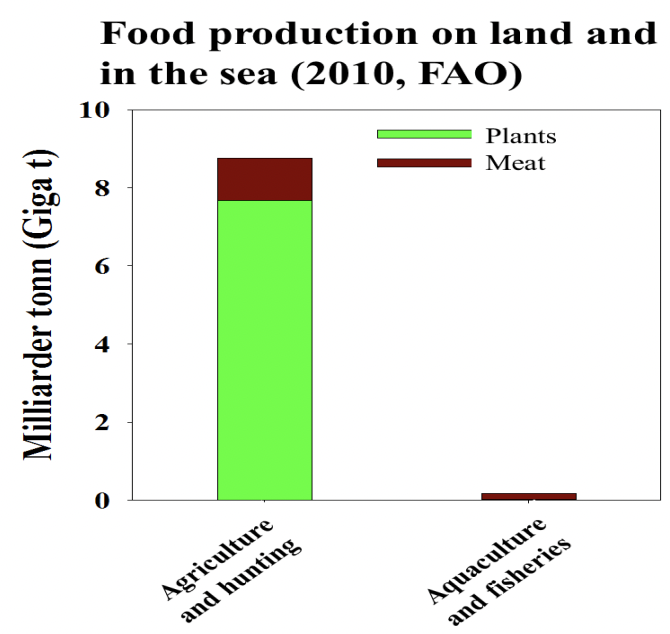 Food production on land and
in the sea (2010, FAO)
Milliarder tonn (Giga t)
10
8
6
4
2
0
Plants
Meat
Agriculture
and hunting
Aquaculture
and fisheries